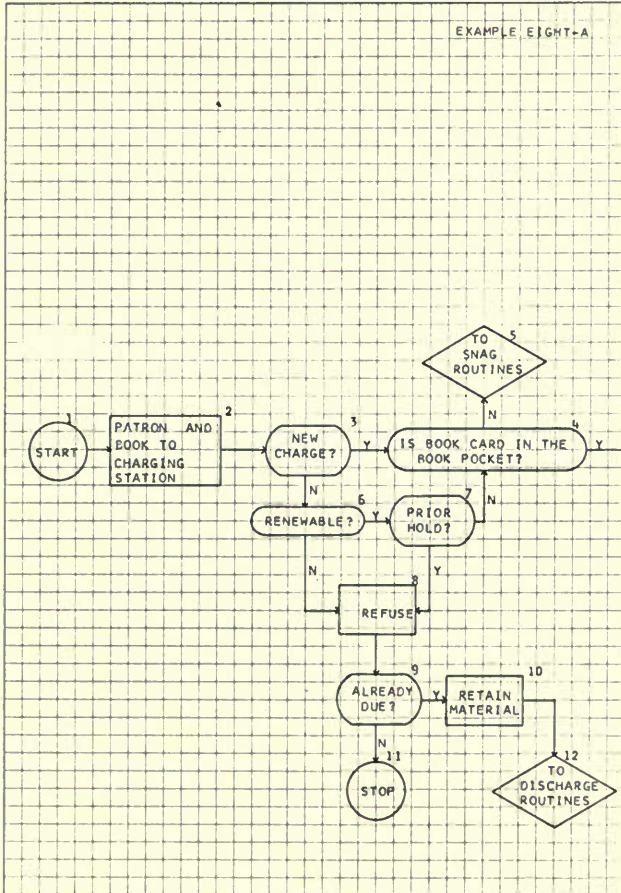 EXAMPLE EIGHT-A
5
TO
SNAG
ROUTINES
N
1
START
2
PATRON AND
BOOK TO
CHARGING
STATION
3
NEW
CHARGE?
Y
4
IS BOOK CARD IN THE
BOOK POCKET?
Y
N
6
RENEWABLE?
Y
7
PRIOR
HOLD?
N
N
Y
8
REFUSE
9
ALREADY
DUE?
Y
10
RETAIN
MATERIAL
N
11
STOP
12
TO
DISCHARGE
ROUTINES